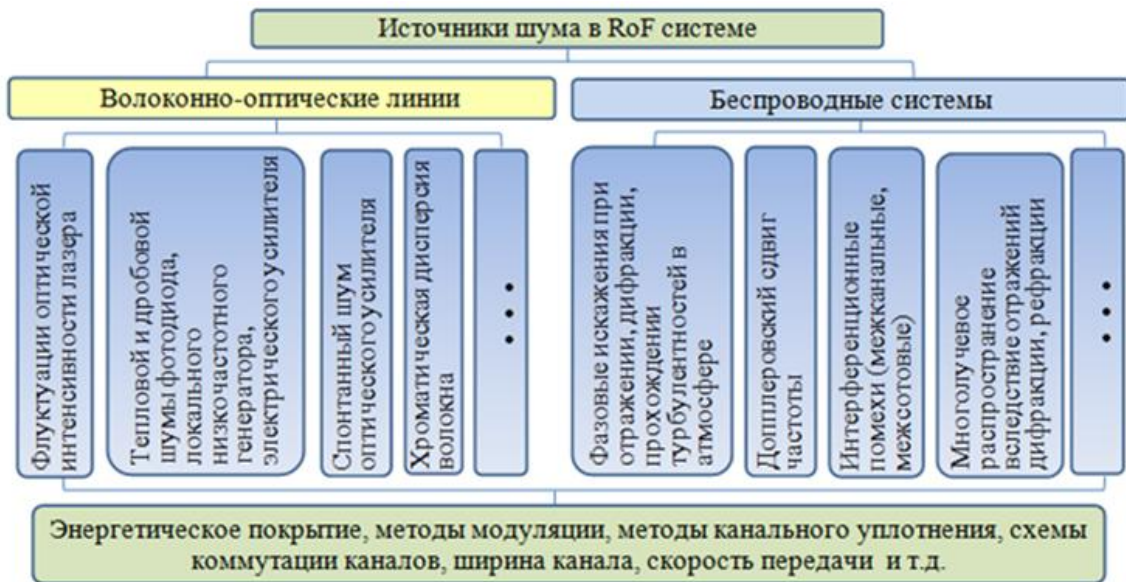 Источники шума в RoF системе
Волоконно-оптические линии
Беспроводные системы
Флуктуации оптической
интенсивности лазера
Тепловой и дробовой
шумы фотодиода,
локального
низкочастотного
генератора,
электрического усилителя
Спонтанный шум
оптического усилителя
Хроматическая дисперсия
волокна
• • •
Фазовые искажения при
отражении, дифракции,
прохождении
турбулентностей в
атмосфере
Допплеровский сдвиг
частоты
Интерференционные
помехи (межканальные,
межсотовые)
Многолучевое
распространение
вследствие отражений
дифракции, рефракции
• • •
Энергетическое покрытие, методы модуляции, методы канального уплотнения, схемы
коммутации каналов, ширина канала, скорость передачи и т.д.